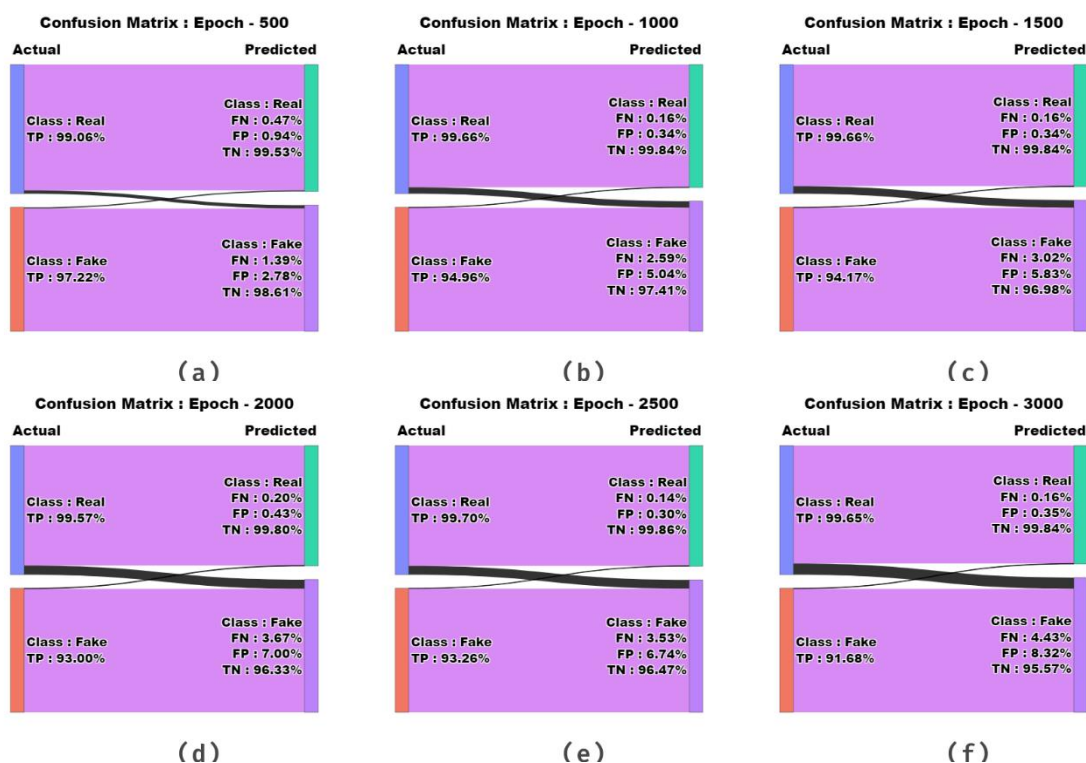 Confusion Matrix : Epoch - 500
Actual Predicted
Class : Real
TP : 99.06%
Class : Real
FN : 0.47%
FP : 0.94%
TN : 99.53%
Class : Fake
TP : 97.22%
Class : Fake
FN : 1.39%
FP : 2.78%
TN : 98.61%
(a)
Confusion Matrix : Epoch - 1000
Actual Predicted
Class : Real
TP : 99.66%
Class : Real
FN : 0.16%
FP : 0.34%
TN : 99.84%
Class : Fake
TP : 94.96%
Class : Fake
FN : 2.59%
FP : 5.04%
TN : 97.41%
(b)
Confusion Matrix : Epoch - 1500
Actual Predicted
Class : Real
TP : 99.66%
Class : Real
FN : 0.16%
FP : 0.34%
TN : 99.84%
Class : Fake
TP : 94.17%
Class : Fake
FN : 3.02%
FP : 5.83%
TN : 96.98%
(c)
Confusion Matrix : Epoch - 2000
Actual Predicted
Class : Real
TP : 99.57%
Class : Real
FN : 0.20%
FP : 0.43%
TN : 99.80%
Class : Fake
TP : 93.00%
Class : Fake
FN : 3.67%
FP : 7.00%
TN : 96.33%
(d)
Confusion Matrix : Epoch - 2500
Actual Predicted
Class : Real
TP : 99.70%
Class : Real
FN : 0.14%
FP : 0.30%
TN : 99.86%
Class : Fake
TP : 93.26%
Class : Fake
FN : 3.53%
FP : 6.74%
TN : 96.47%
(e)
Confusion Matrix : Epoch - 3000
Actual Predicted
Class : Real
TP : 99.65%
Class : Real
FN : 0.16%
FP : 0.35%
TN : 99.84%
Class : Fake
TP : 91.68%
Class : Fake
FN : 4.43%
FP : 8.32%
TN : 95.57%
(f)